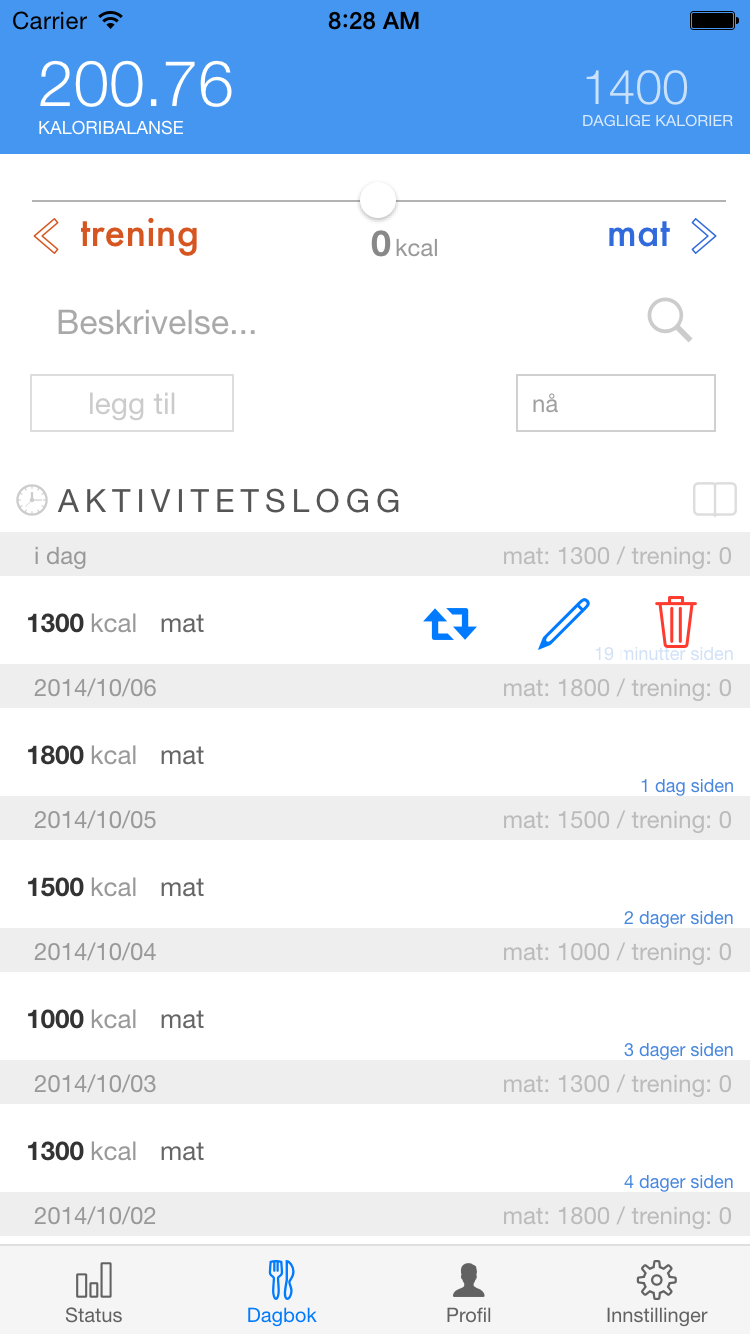 Carrier 8:28 AM
200.76 1400
KALORIBALANSE DAGLIGE KALORIER
trening 0 kcal mat
Beskrivelse...
legg til nå
AKTIVITETSLOGG
i dag mat: 1300 / trening: 0
1300 kcal mat
19 minutter siden
2014/10/06 mat: 1800 / trening: 0
1800 kcal mat
1 dag siden
2014/10/05 mat: 1500 / trening: 0
1500 kcal mat
2 dager siden
2014/10/04 mat: 1000 / trening: 0
1000 kcal mat
3 dager siden
2014/10/03 mat: 1300 / trening: 0
1300 kcal mat
4 dager siden
2014/10/02 mat: 1800 / trening: 0
Status Dagbok Profil Innstillinger